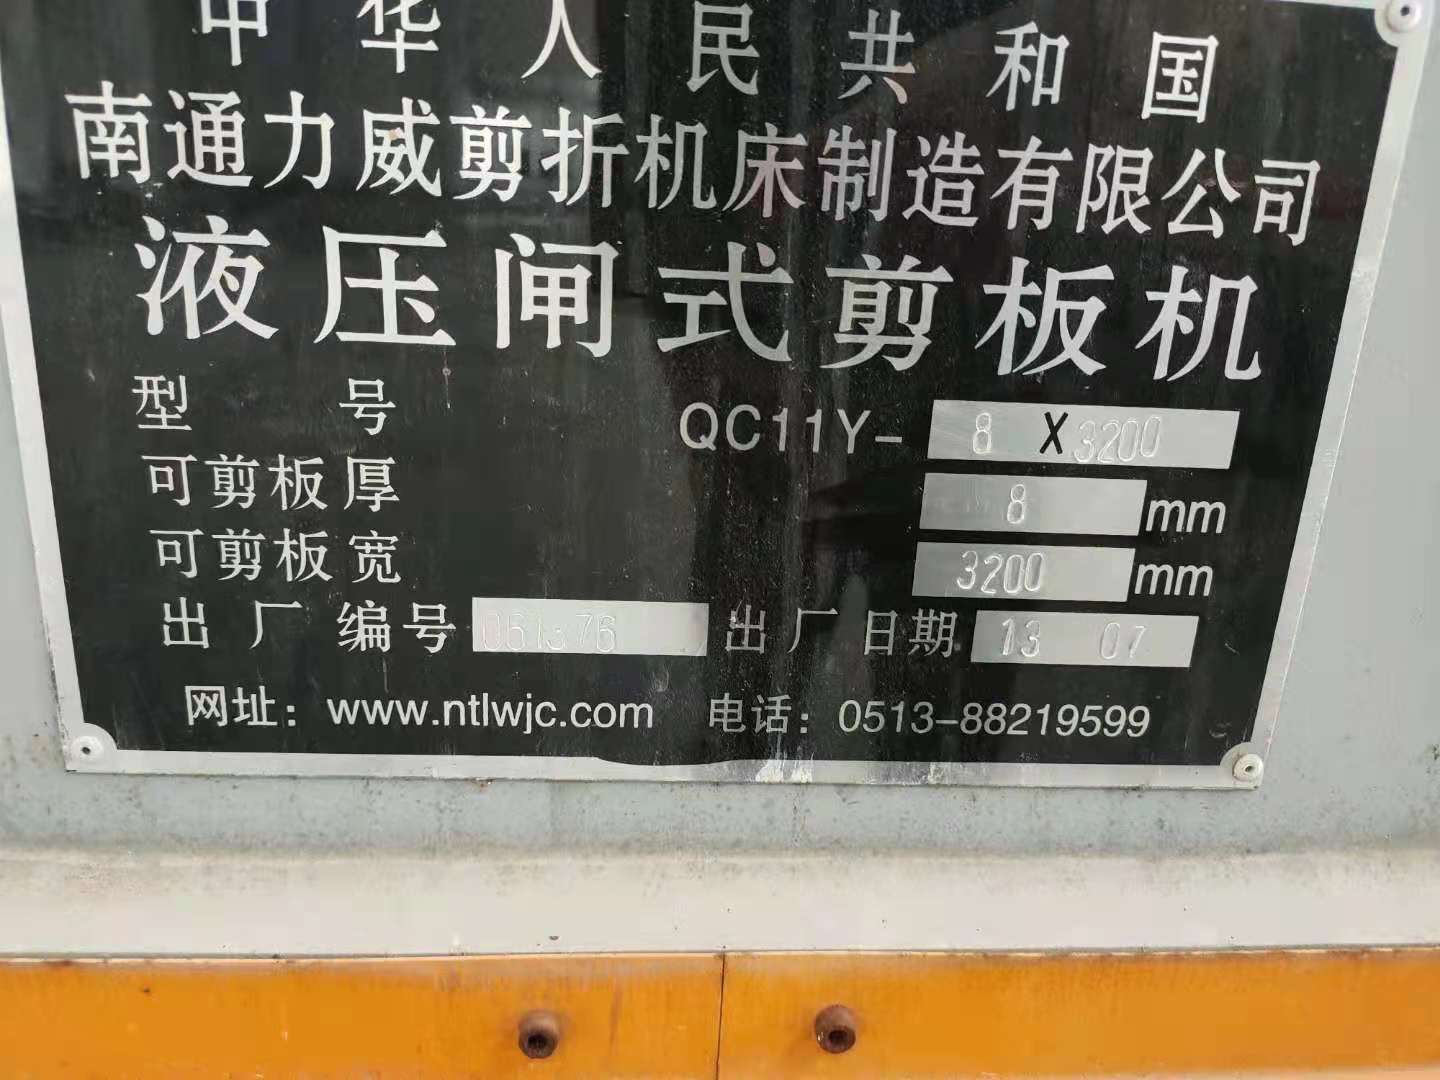 中华人民共和国
南通力威剪折机床制造有限公司
液压闸式剪板机
型 号 QC11Y- 8 X 3200
可剪板厚 8 mm
可剪板宽 3200 mm
出厂编号 051376 出厂日期 13 07
网址：www.ntlwjc.com 电话：0513-88219599